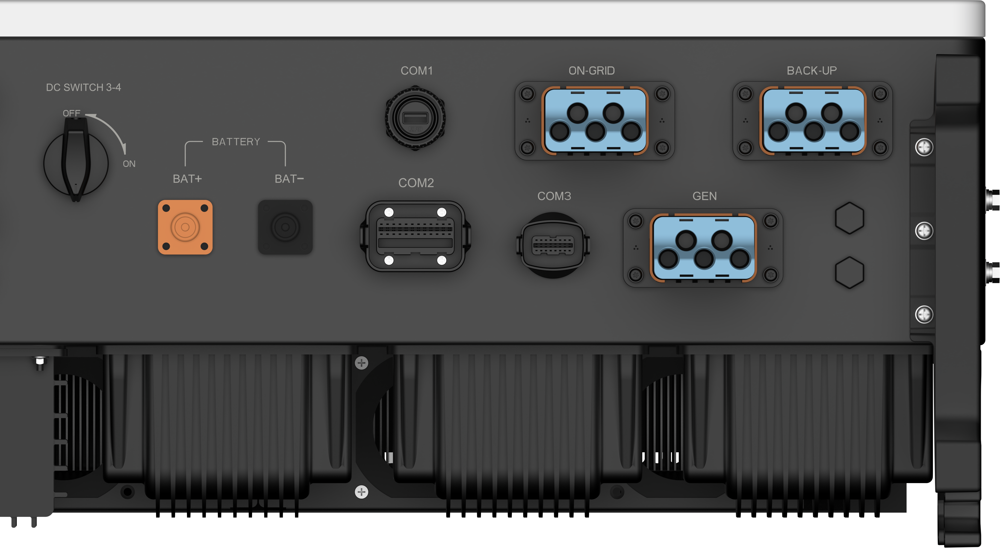 DC SWITCH 3-4
OFF
ON
BATTERY
BAT+
BAT−
COM1
COM2
ON-GRID
BACK-UP
COM3
GEN